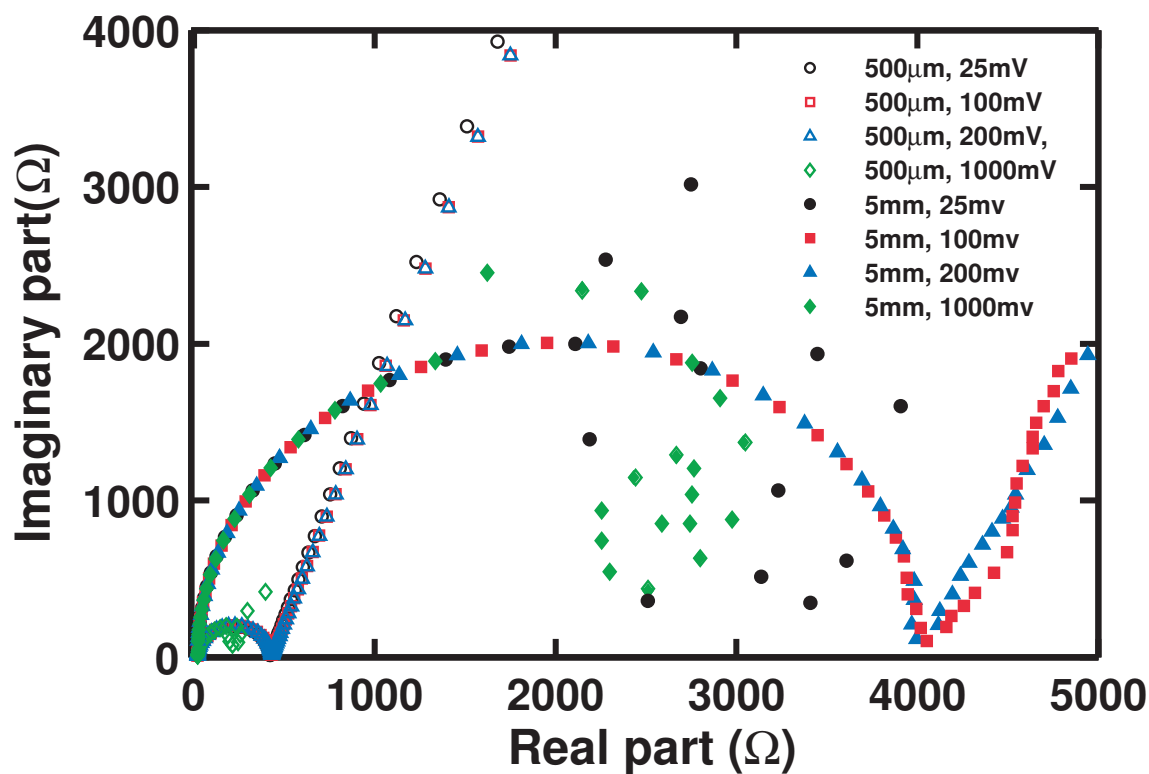 4000
3000
2000
1000
0
Imaginary part(Ω)
500μm, 25mV
500μm, 100mV
500μm, 200mV,
500μm, 1000mV
5mm, 25mv
5mm, 100mv
5mm, 200mv
5mm, 1000mv
0 1000 2000 3000 4000 5000
Real part (Ω)